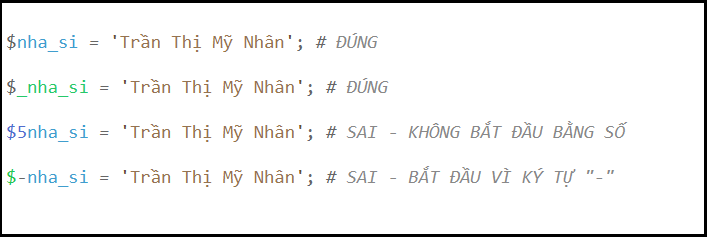 $nha_si = 'Trần Thị Mỹ Nhân'; # ĐÚNG
$_nha_si = 'Trần Thị Mỹ Nhân'; # ĐÚNG
$5nha_si = 'Trần Thị Mỹ Nhân'; # SAI - KHÔNG BẮT ĐẦU BẰNG SỐ
$-nha_si = 'Trần Thị Mỹ Nhân'; # SAI - BẮT ĐẦU VÌ KÝ TỰ "-"